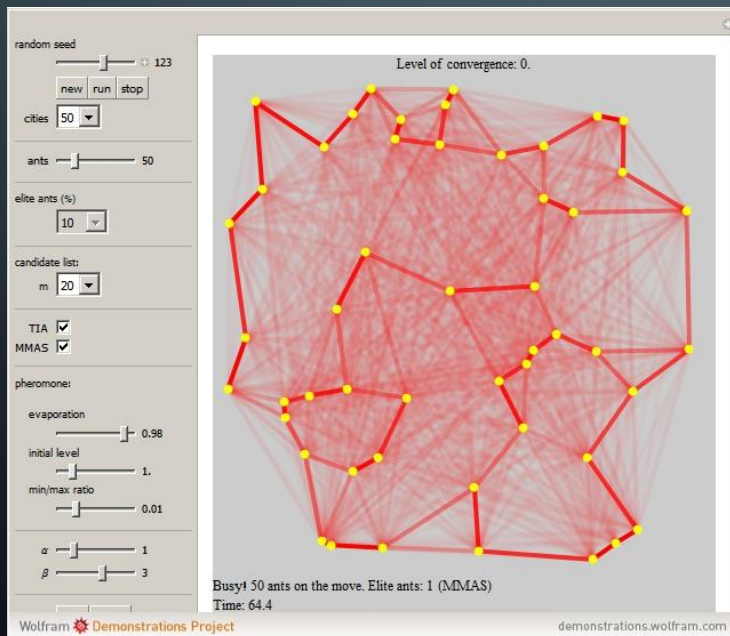 random seed
123
new run stop
cities 50
ants 50
elite ants (%)
10
candidate list:
m 20
TIA
MMAS
pheromone:
evaporation
0.98
initial level
1.
min/max ratio
0.01
α 1
β 3
Level of convergence: 0.
Busy! 50 ants on the move. Elite ants: 1 (MMAS)
Time: 64.4
Wolfram Demonstrations Project
demonstrations.wolfram.com